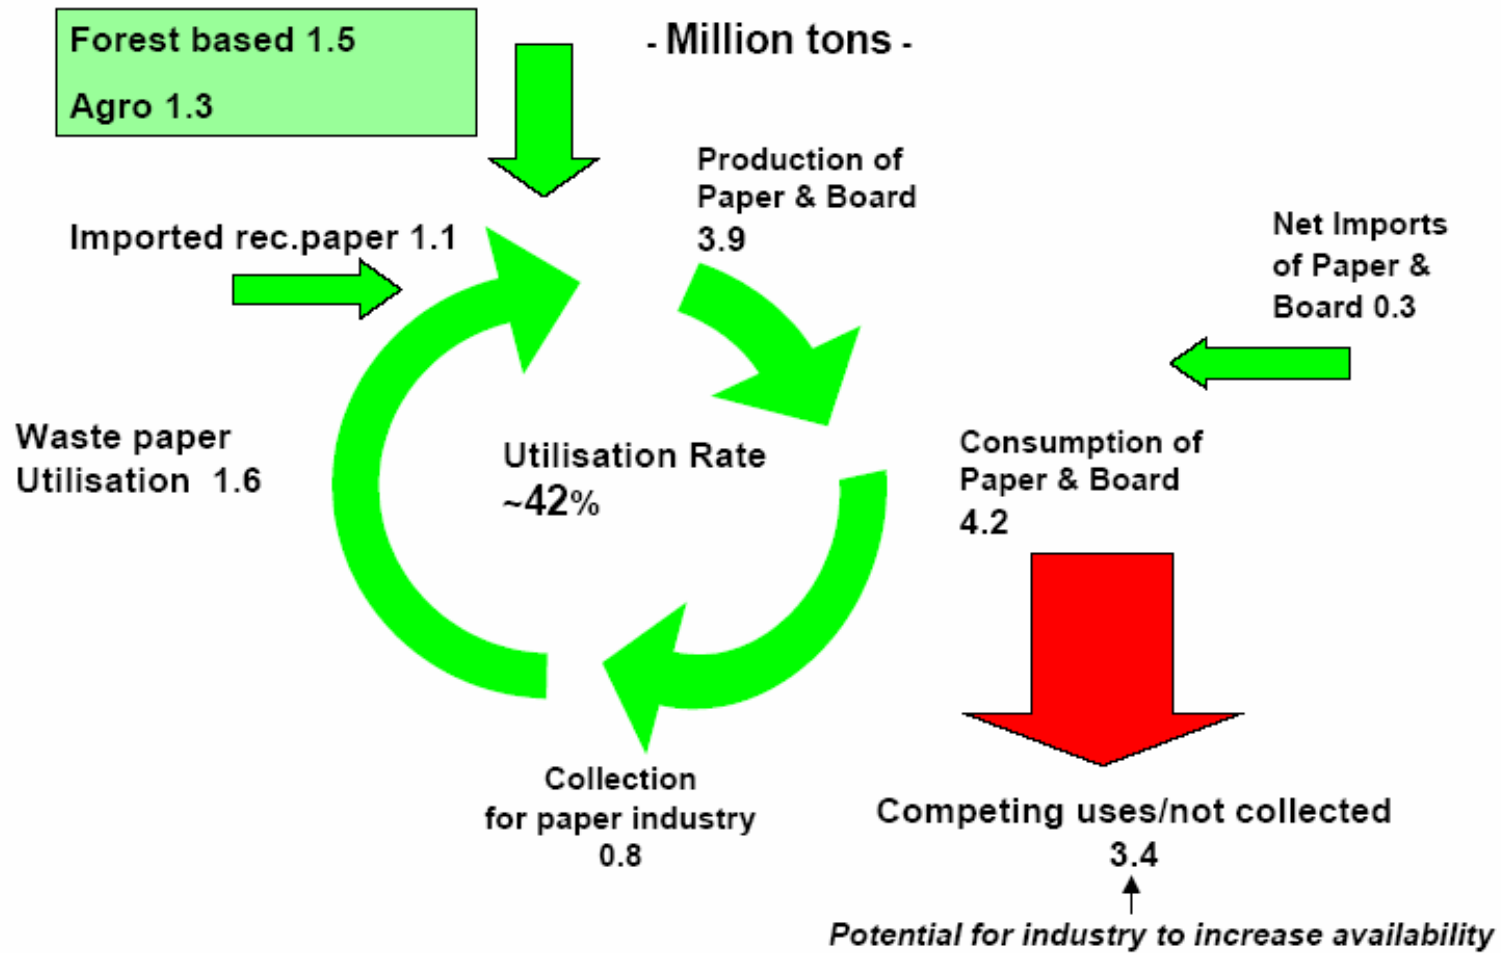 Forest based 1.5
Agro 1.3
- Million tons -
Production of
Paper & Board
3.9
Imported rec.paper 1.1
Net Imports
of Paper &
Board 0.3
Waste paper
Utilisation 1.6
Utilisation Rate
~42%
Consumption of
Paper & Board
4.2
Collection
for paper industry
0.8
Competing uses/not collected
3.4
Potential for industry to increase availability